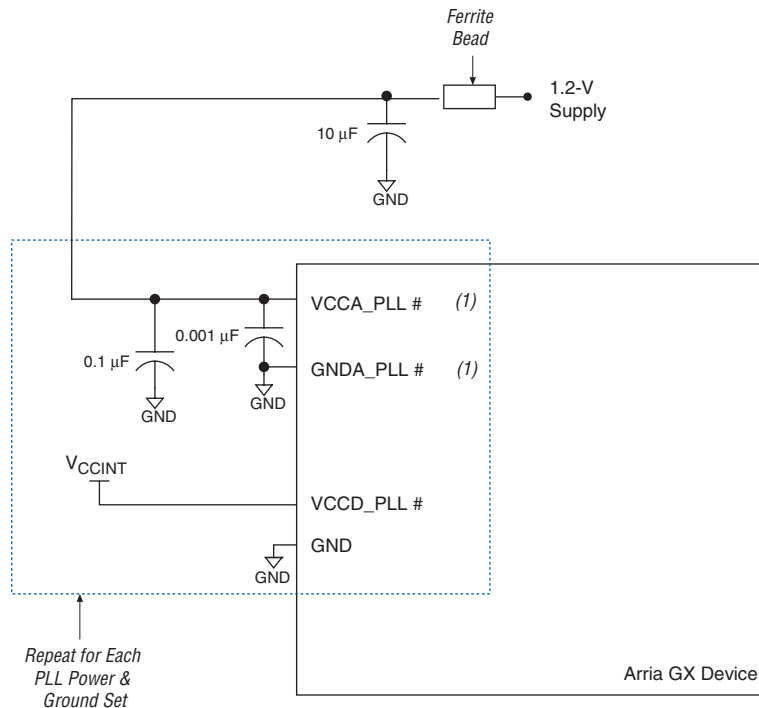 Ferrite
Bead
1.2-V
Supply
10 µF
GND
VCCA_PLL # (1)
0.001 µF
0.1 µF
GNDA_PLL # (1)
GND
GND
VCCINT
VCCD_PLL #
GND
GND
Repeat for Each
PLL Power &
Ground Set
Arria GX Device